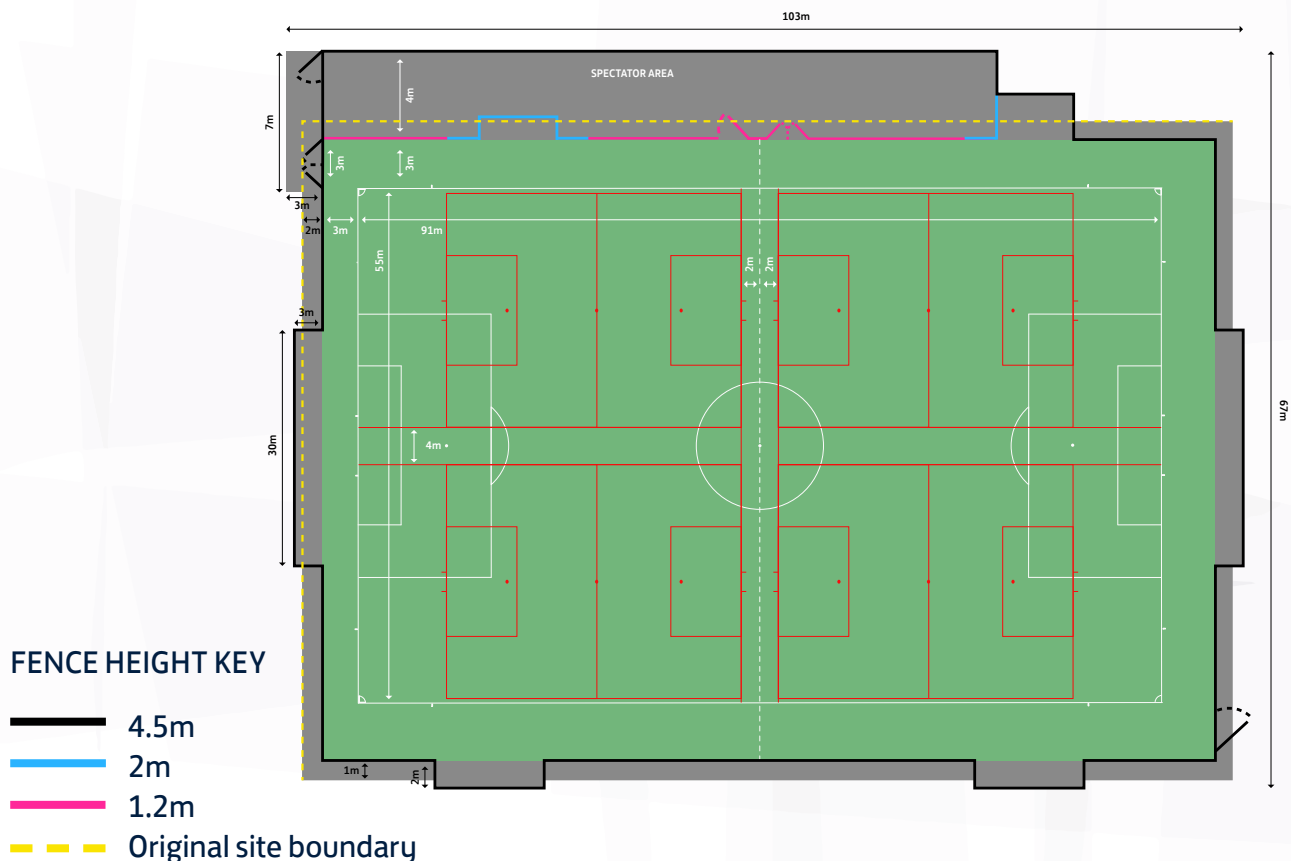 103m
SPECTATOR AREA
4m
7m
3m
3m
3m
2m
3m
91m
55m
2m
2m
3m
67m
30m
4m
1m
2m
FENCE HEIGHT KEY
4.5m
2m
1.2m
Original site boundary